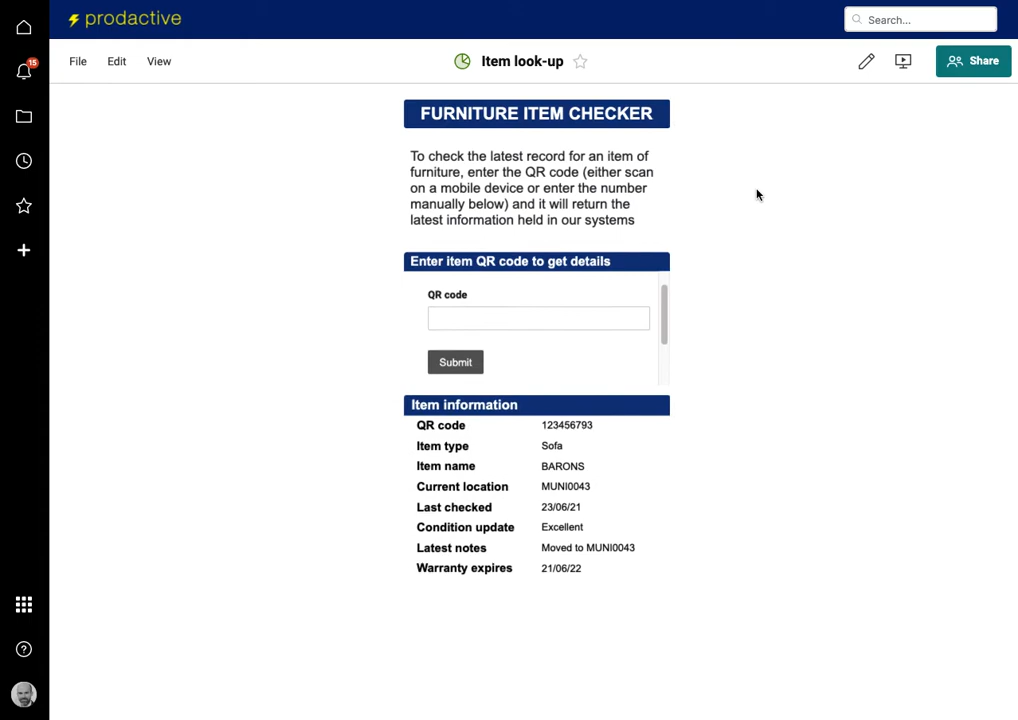 prodactive
Search...
15
File Edit View
Item look-up
Share
FURNITURE ITEM CHECKER
To check the latest record for an item of
furniture, enter the QR code (either scan
on a mobile device or enter the number
manually below) and it will return the
latest information held in our systems
Enter item QR code to get details
QR code
Submit
Item information
QR code 123456793
Item type Sofa
Item name BARONS
Current location MUNI0043
Last checked 23/06/21
Condition update Excellent
Latest notes Moved to MUNI0043
Warranty expires 21/06/22